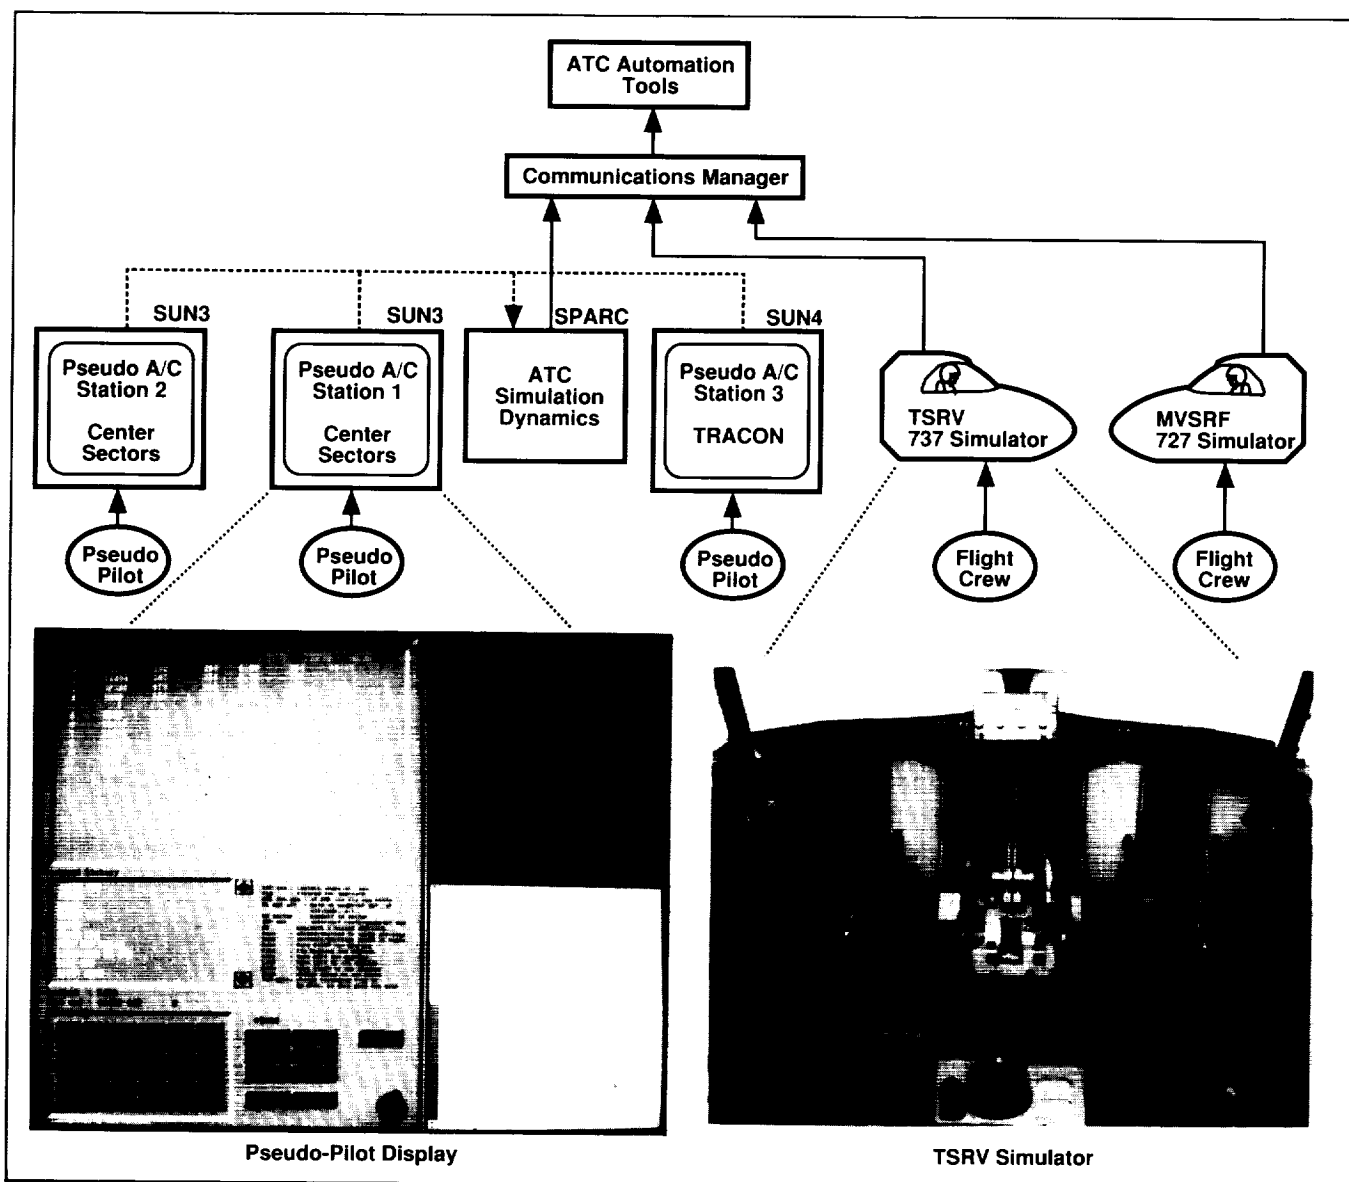 ATC Automation
Tools
Communications Manager
SUN3
SUN3
SPARC
SUN4
Pseudo A/C
Station 2
Center
Sectors
Pseudo A/C
Station 1
Center
Sectors
ATC
Simulation
Dynamics
Pseudo A/C
Station 3
TRACON
TSRV
737 Simulator
MVSRF
727 Simulator
Pseudo
Pilot
Pseudo
Pilot
Pseudo
Pilot
Flight
Crew
Flight
Crew
Pseudo-Pilot Display
TSRV Simulator